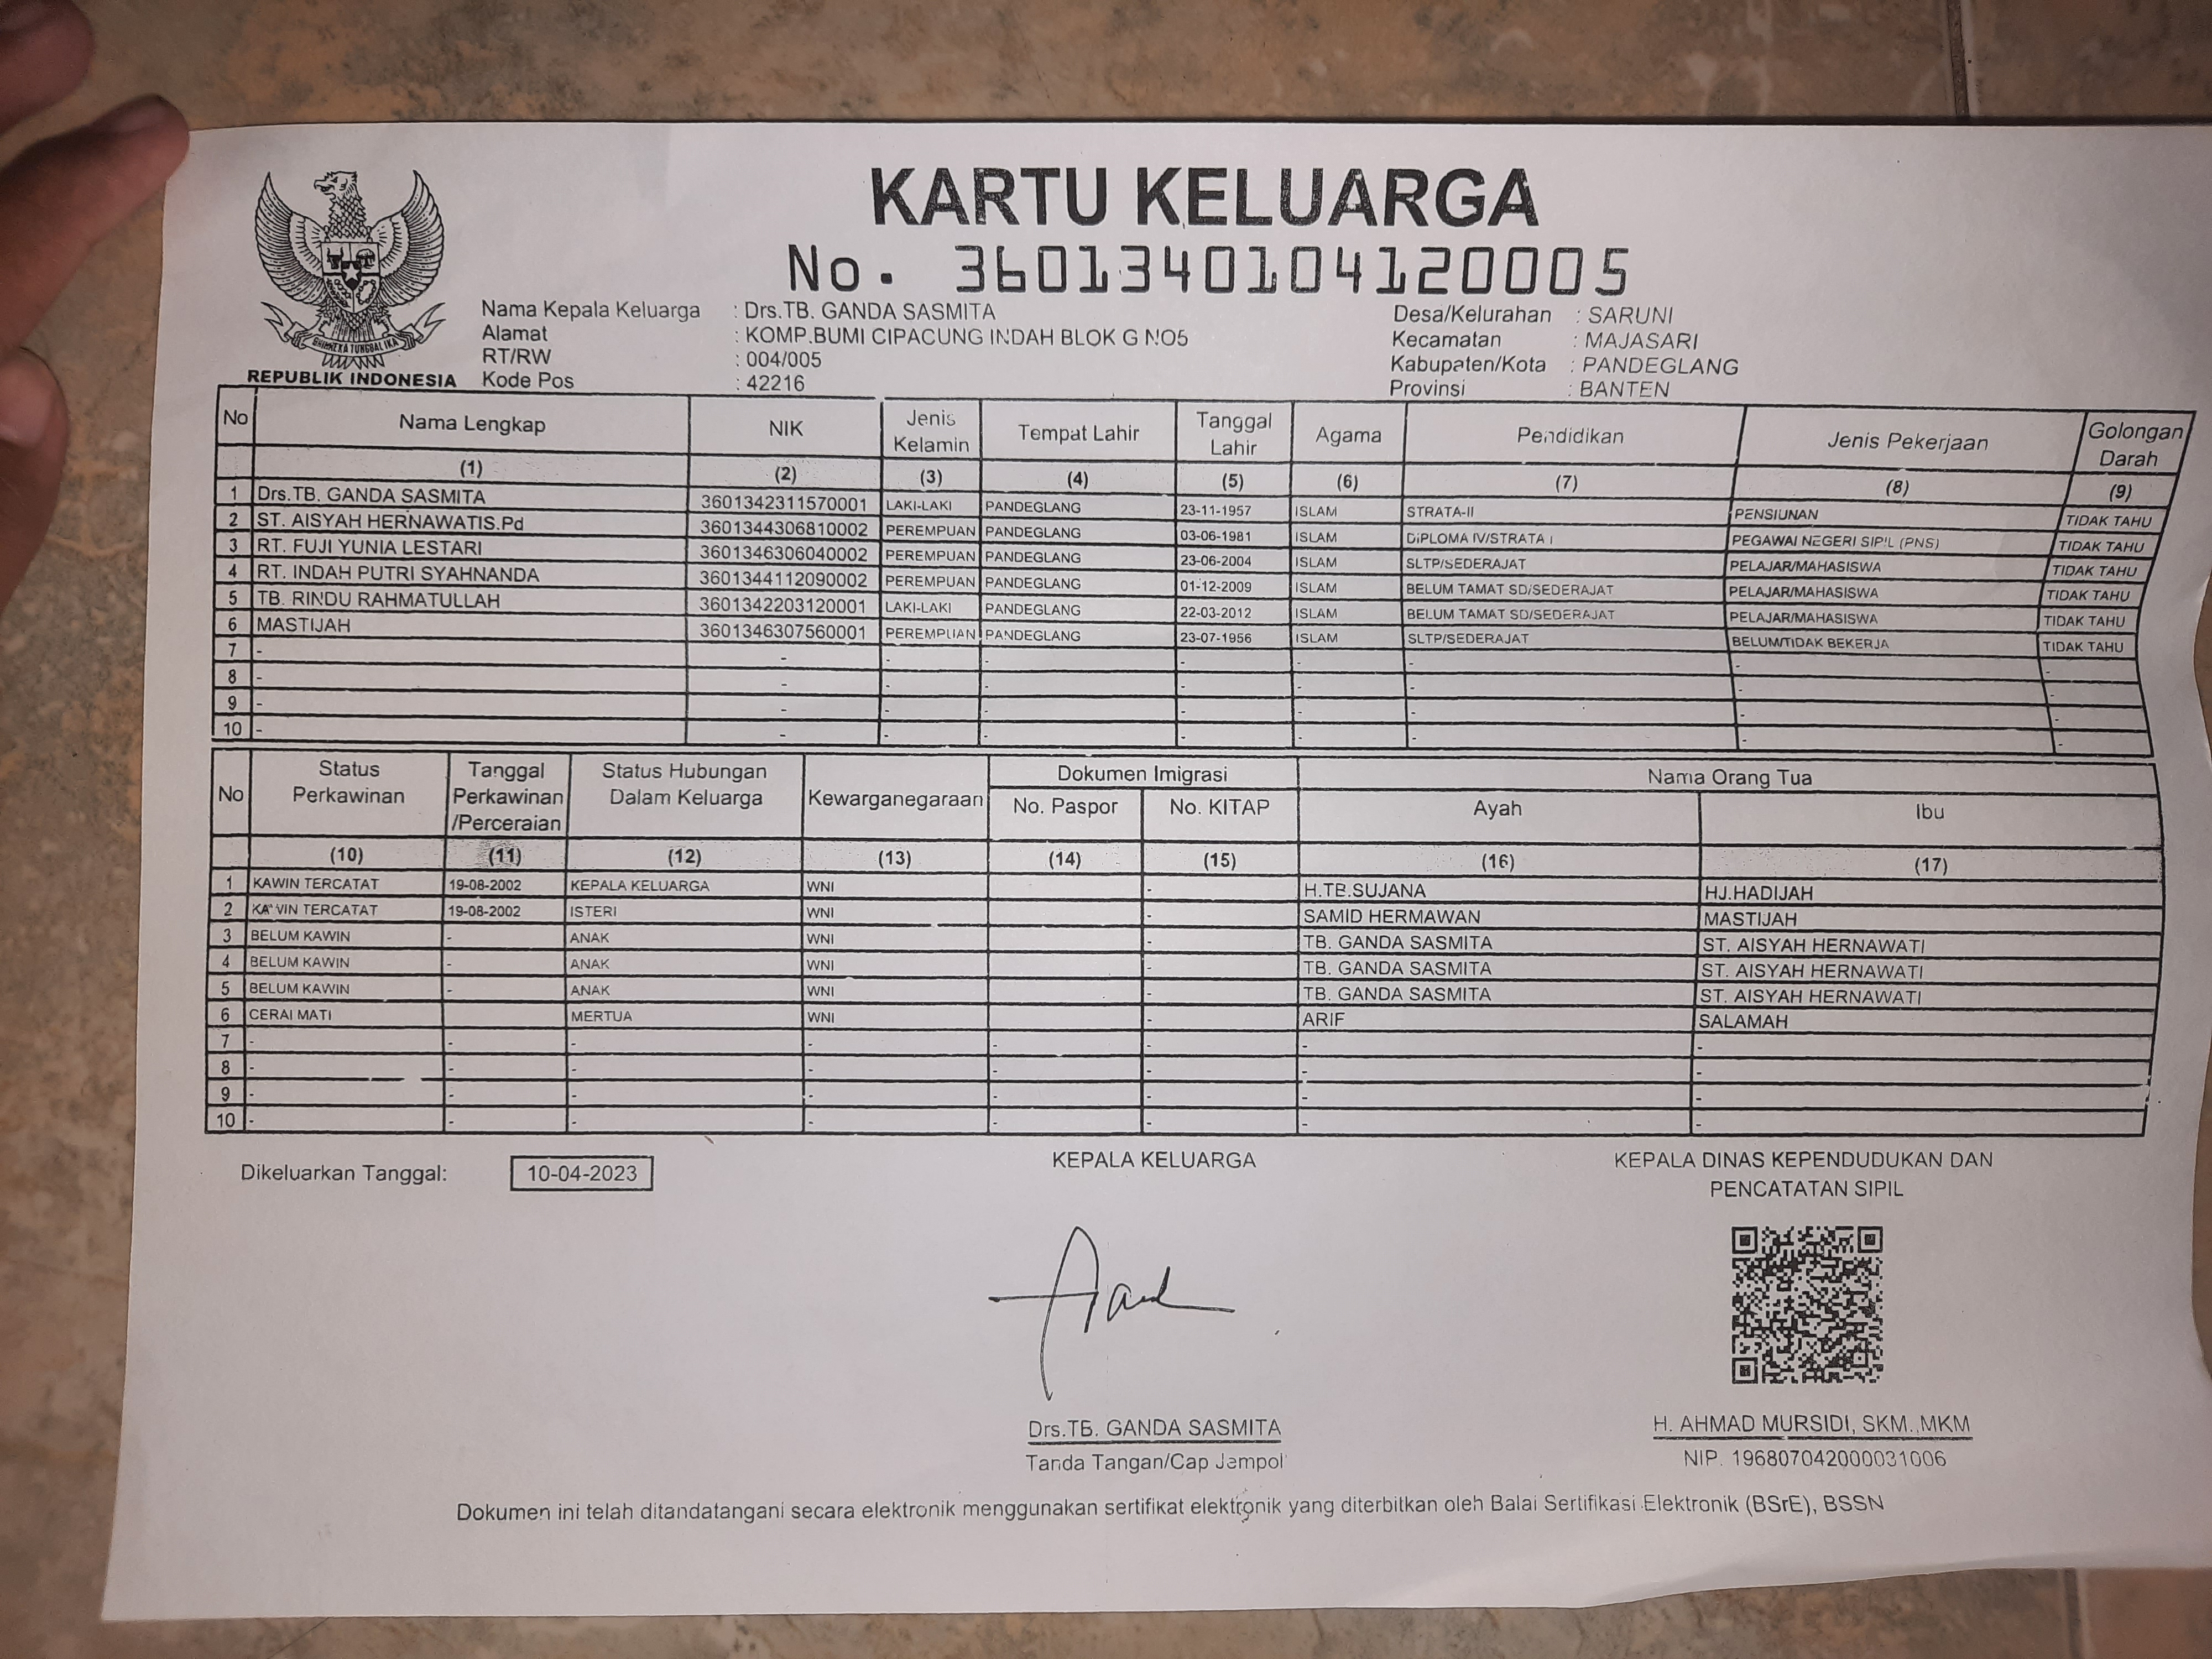 KARTU KELUARGA
No. 3601340104120005
REPUBLIK INDONESIA
BHINNEKA TUNGGAL IKA
Nama Kepala Keluarga : Drs.TB. GANDA SASMITA
Alamat : KOMP.BUMI CIPACUNG INDAH BLOK G NO5
RT/RW : 004/005
Kode Pos : 42216
Desa/Kelurahan : SARUNI
Kecamatan : MAJASARI
Kabupaten/Kota : PANDEGLANG
Provinsi : BANTEN
No Nama Lengkap NIK Jenis Kelamin Tempat Lahir Tanggal Lahir Agama Pendidikan Jenis Pekerjaan Golongan Darah
(1) (2) (3) (4) (5) (6) (7) (8) (9)
1 Drs.TB. GANDA SASMITA 3601342311570001 LAKI-LAKI PANDEGLANG 23-11-1957 ISLAM STRATA-II PENSIUNAN TIDAK TAHU
2 ST. AISYAH HERNAWATIS.Pd 3601344306810002 PEREMPUAN PANDEGLANG 03-06-1981 ISLAM DIPLOMA IV/STRATA I PEGAWAI NEGERI SIPIL (PNS) TIDAK TAHU
3 RT. FUJI YUNIA LESTARI 3601346306040002 PEREMPUAN PANDEGLANG 23-06-2004 ISLAM SLTP/SEDERAJAT PELAJAR/MAHASISWA TIDAK TAHU
4 RT. INDAH PUTRI SYAHNANDA 3601344112090002 PEREMPUAN PANDEGLANG 01-12-2009 ISLAM BELUM TAMAT SD/SEDERAJAT PELAJAR/MAHASISWA TIDAK TAHU
5 TB. RINDU RAHMATULLAH 3601342203120001 LAKI-LAKI PANDEGLANG 22-03-2012 ISLAM BELUM TAMAT SD/SEDERAJAT PELAJAR/MAHASISWA TIDAK TAHU
6 MASTIJAH 3601346307560001 PEREMPUAN PANDEGLANG 23-07-1956 ISLAM SLTP/SEDERAJAT BELUM/TIDAK BEKERJA TIDAK TAHU
7 - - - - - - - - -
8 - - - - - - - - -
9 - - - - - - - - -
10 - - - - - - - - -
No Status Perkawinan Tanggal Perkawinan /Perceraian Status Hubungan Dalam Keluarga Kewarganegaraan Dokumen Imigrasi Nama Orang Tua
No. Paspor No. KITAP Ayah Ibu
(10) (11) (12) (13) (14) (15) (16) (17)
1 KAWIN TERCATAT 19-08-2002 KEPALA KELUARGA WNI - - H.TB.SUJANA HJ.HADIJAH
2 KAWIN TERCATAT 19-08-2002 ISTERI WNI - - SAMID HERMAWAN MASTIJAH
3 BELUM KAWIN - ANAK WNI - - TB. GANDA SASMITA ST. AISYAH HERNAWATI
4 BELUM KAWIN - ANAK WNI - - TB. GANDA SASMITA ST. AISYAH HERNAWATI
5 BELUM KAWIN - ANAK WNI - - TB. GANDA SASMITA ST. AISYAH HERNAWATI
6 CERAI MATI - MERTUA WNI - - ARIF SALAMAH
7 - - - - - - - -
8 - - - - - - - -
9 - - - - - - - -
10 - - - - - - - -
Dikeluarkan Tanggal: 10-04-2023
KEPALA KELUARGA
Drs.TB. GANDA SASMITA
Tanda Tangan/Cap Jempol
KEPALA DINAS KEPENDUDUKAN DAN
PENCATATAN SIPIL
H. AHMAD MURSIDI, SKM.,MKM
NIP. 196807042000031006
Dokumen ini telah ditandatangani secara elektronik menggunakan sertifikat elektronik yang diterbitkan oleh Balai Sertifikasi Elektronik (BSrE), BSSN